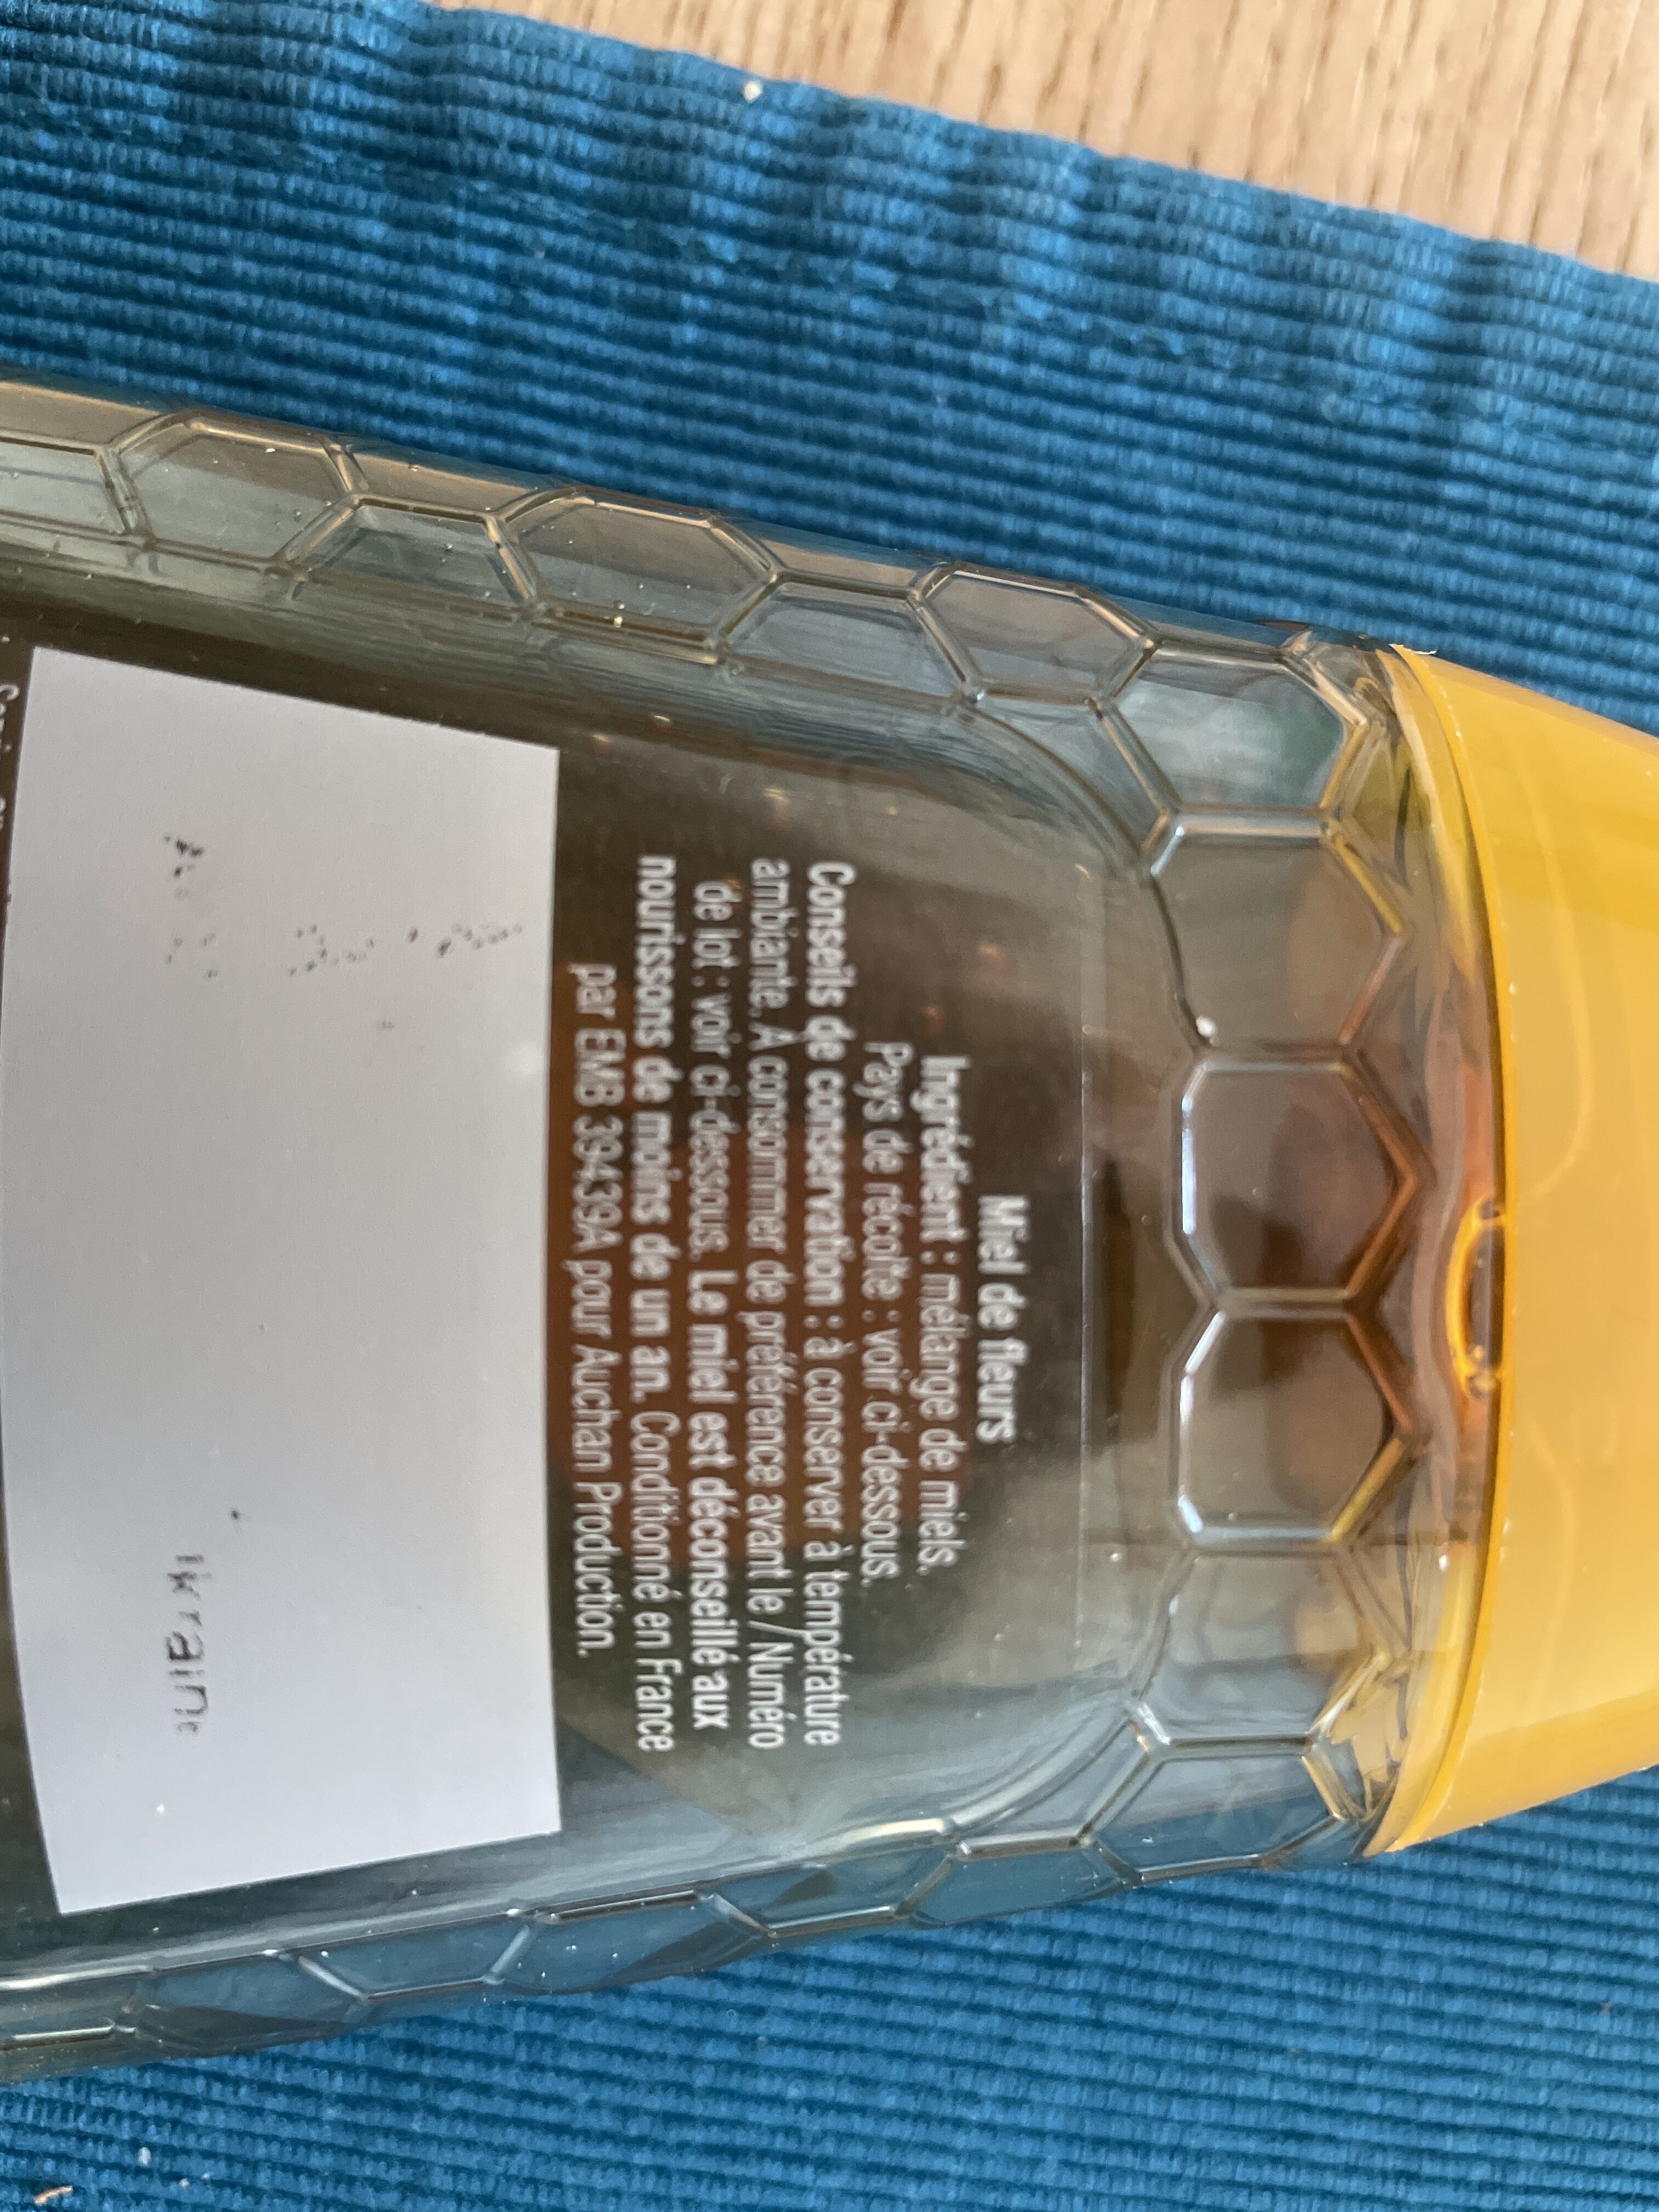 Miel de fleurs
Ingrédient : mélange de miels.
Pays de récolte : voir ci-dessous.
Conseils de conservation : à conserver à température
ambiante. A consommer de préférence avant le / Numéro
de lot : voir ci-dessous. Le miel est déconseillé aux
nourissons de moins de un an. Conditionné en France
par EMB 39439A pour Auchan Production.
kraine